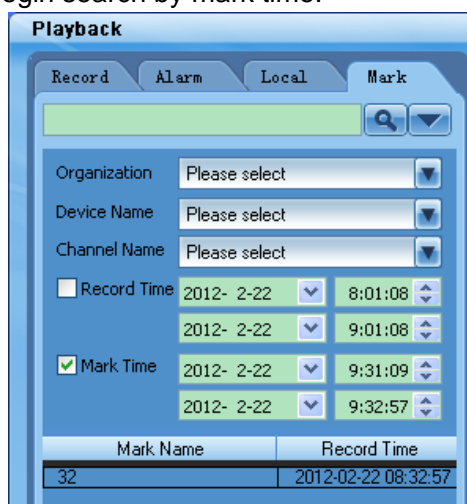 Playback
Record Alarm Local Mark
Organization Please select
Device Name Please select
Channel Name Please select
Record Time 2012- 2-22 8:01:08
2012- 2-22 9:01:08
Mark Time 2012- 2-22 9:31:09
2012- 2-22 9:32:57
Mark Name Record Time
32 2012-02-22 08:32:57